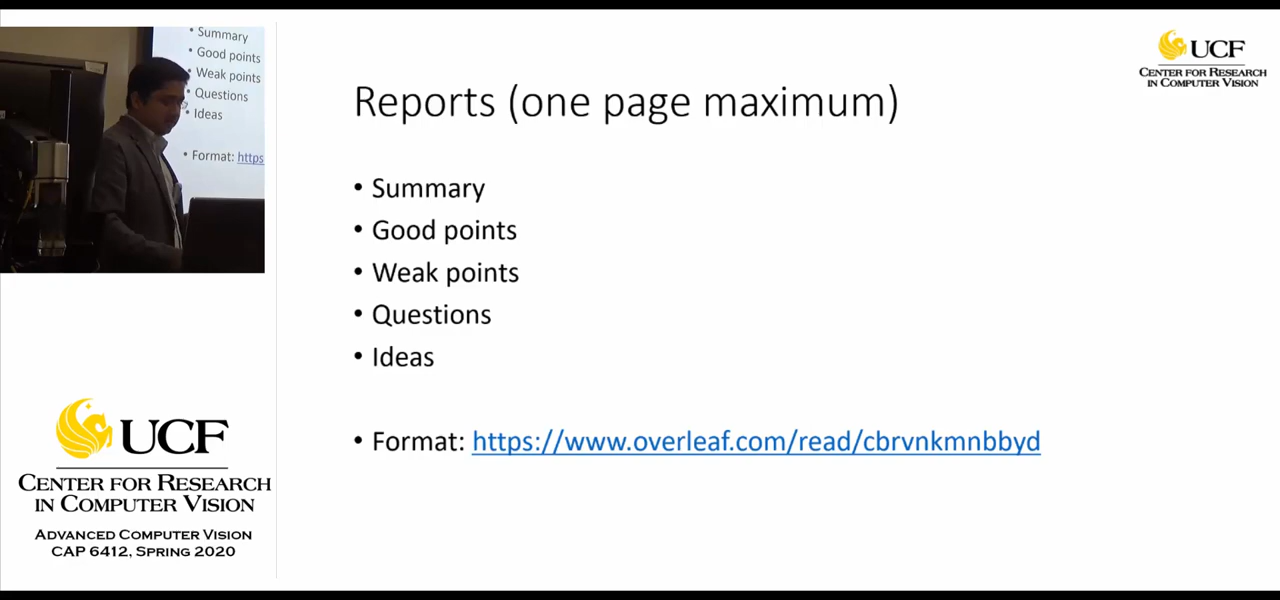 Summary
Good points
Weak points
Questions
Ideas
Format: https
UCF
CENTER FOR RESEARCH
IN COMPUTER VISION
Reports (one page maximum)
• Summary
• Good points
• Weak points
• Questions
• Ideas
• Format: https://www.overleaf.com/read/cbrvnkmnbbyd
UCF
CENTER FOR RESEARCH
IN COMPUTER VISION
ADVANCED COMPUTER VISION
CAP 6412, SPRING 2020